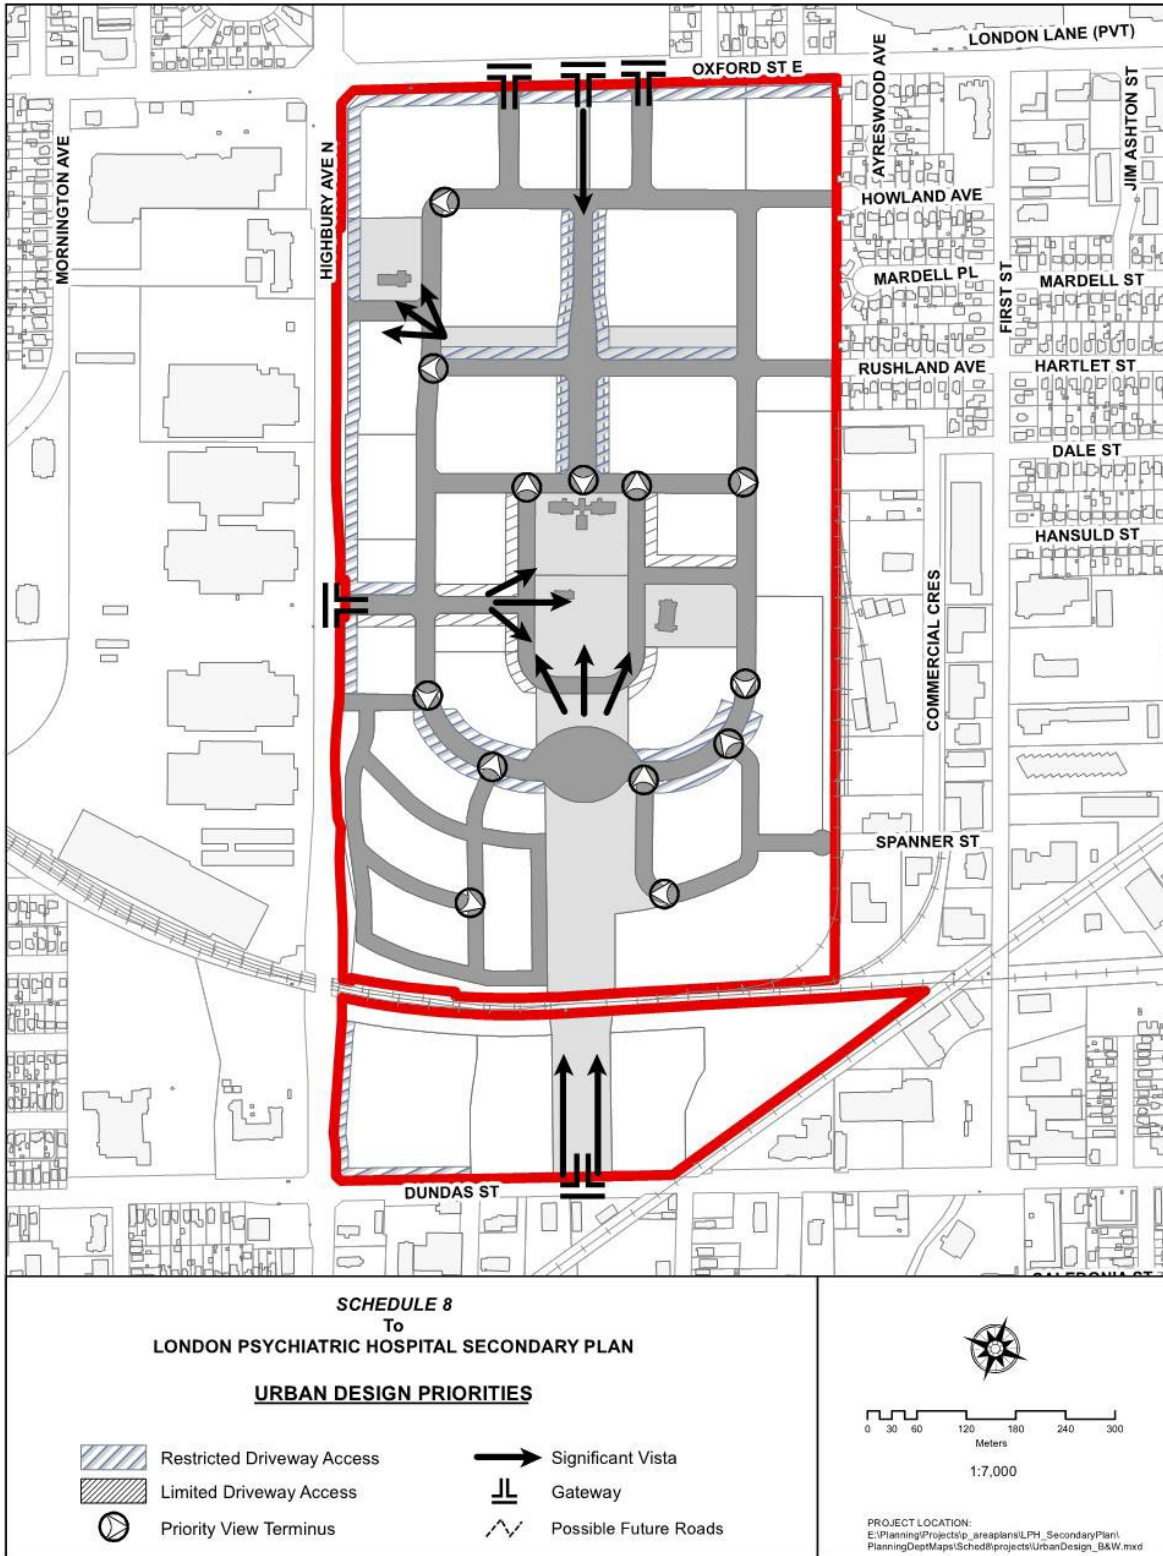 LONDON LANE (PVT)
OXFORD ST E
AYRESWOOD AVE
JIM ASHTON ST
MORNINGTON AVE
HIGHBURY AVE N
HOWLAND AVE
MARDELL PL
MARDELL ST
FIRST ST
RUSHLAND AVE
HARTLET ST
DALE ST
HANSULD ST
COMMERCIAL CRES
SPANNER ST
DUNDAS ST
CALEDONIA ST
SCHEDULE 8
To
LONDON PSYCHIATRIC HOSPITAL SECONDARY PLAN
URBAN DESIGN PRIORITIES
Restricted Driveway Access
Significant Vista
Limited Driveway Access
Gateway
Priority View Terminus
Possible Future Roads
0 30 60 120 180 240 300
Meters
1:7,000
PROJECT LOCATION:
E:\Planning\Projects\p_areaplans\LPH_SecondaryPlan\
PlanningDeptMaps\Sched8\projects\UrbanDesign_B&W.mxd